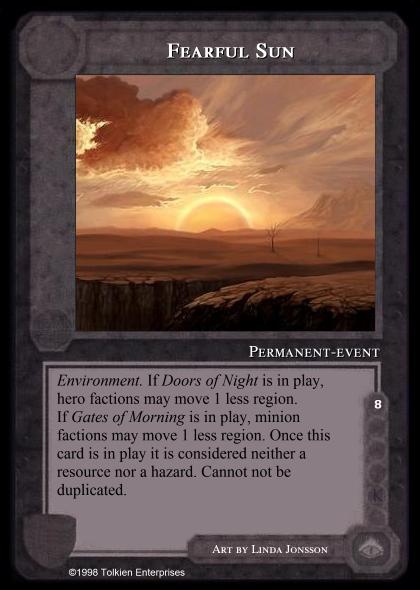 Fearful Sun
Permanent-event
Environment. If Doors of Night is in play,
hero factions may move 1 less region.
If Gates of Morning is in play, minion
factions may move 1 less region. Once this
card is in play it is considered neither a
resource nor a hazard. Cannot not be
duplicated.
8
K
Art by Linda Jonsson
©1998 Tolkien Enterprises